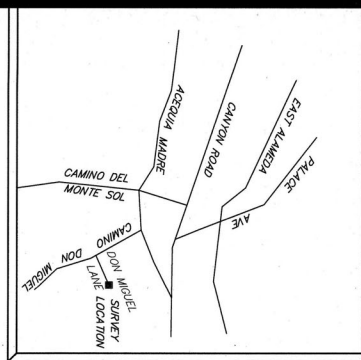 ACEQUIA MADRE
CANYON ROAD
EAST ALAMEDA
PALACE
AVE
CAMINO DEL
MONTE SOL
CAMINO
DON
MIGUEL
DON MIGUEL
LANE
SURVEY
LOCATION